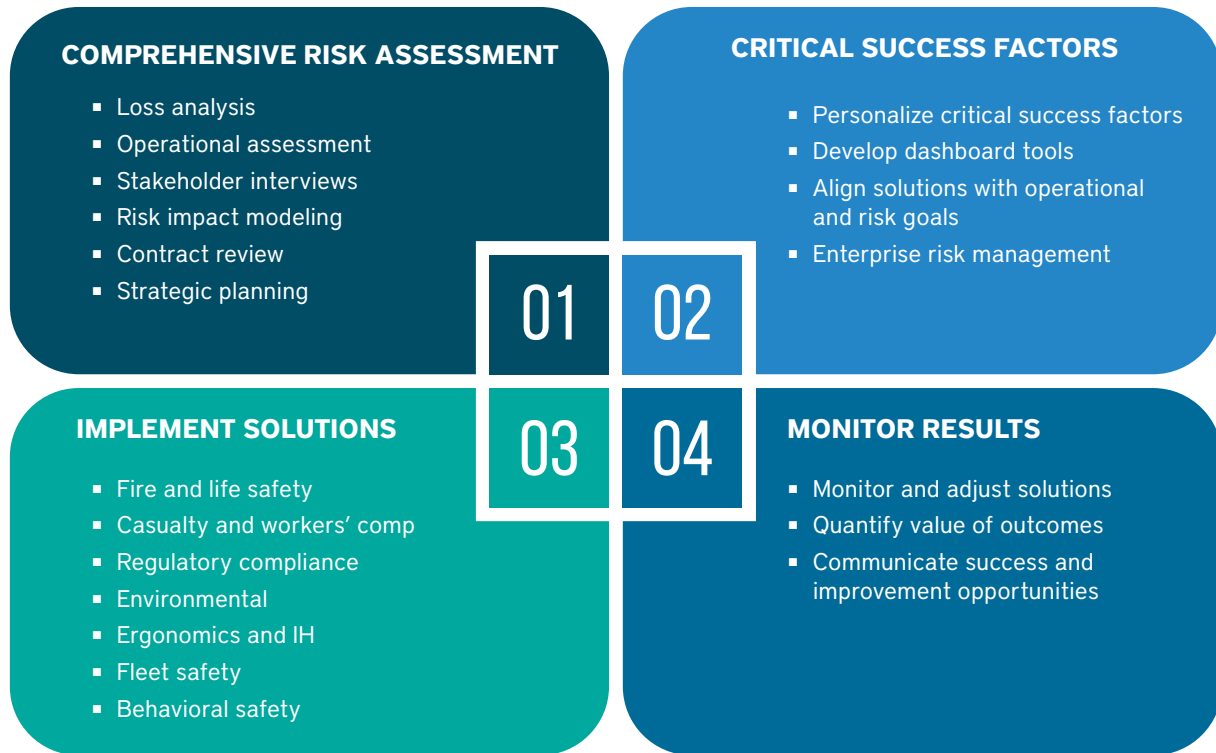 COMPREHENSIVE RISK ASSESSMENT
▪ Loss analysis
▪ Operational assessment
▪ Stakeholder interviews
▪ Risk impact modeling
▪ Contract review
▪ Strategic planning
01
CRITICAL SUCCESS FACTORS
▪ Personalize critical success factors
▪ Develop dashboard tools
▪ Align solutions with operational
and risk goals
▪ Enterprise risk management
02
IMPLEMENT SOLUTIONS
▪ Fire and life safety
▪ Casualty and workers’ comp
▪ Regulatory compliance
▪ Environmental
▪ Ergonomics and IH
▪ Fleet safety
▪ Behavioral safety
03
MONITOR RESULTS
▪ Monitor and adjust solutions
▪ Quantify value of outcomes
▪ Communicate success and
improvement opportunities
04